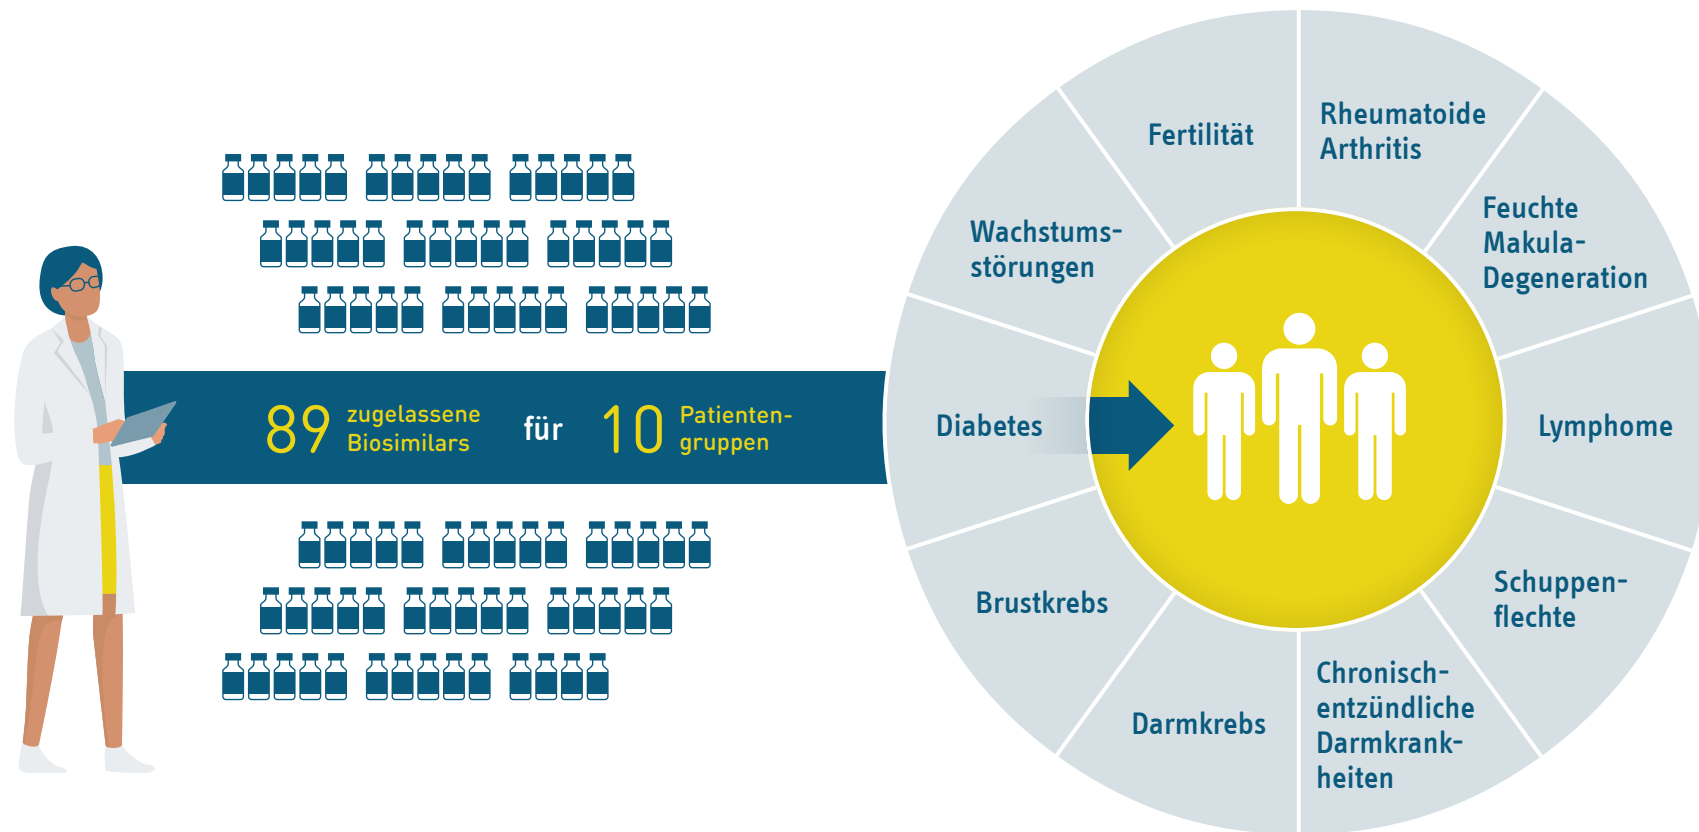 89 zugelassene
Biosimilars
für
10 Patienten-
gruppen
Fertilität
Rheumatoide
Arthritis
Feuchte
Makula-
Degeneration
Lymphome
Schuppen-
flechte
Chronisch-
entzündliche
Darmkrank-
heiten
Darmkrebs
Brustkrebs
Diabetes
Wachstums-
störungen